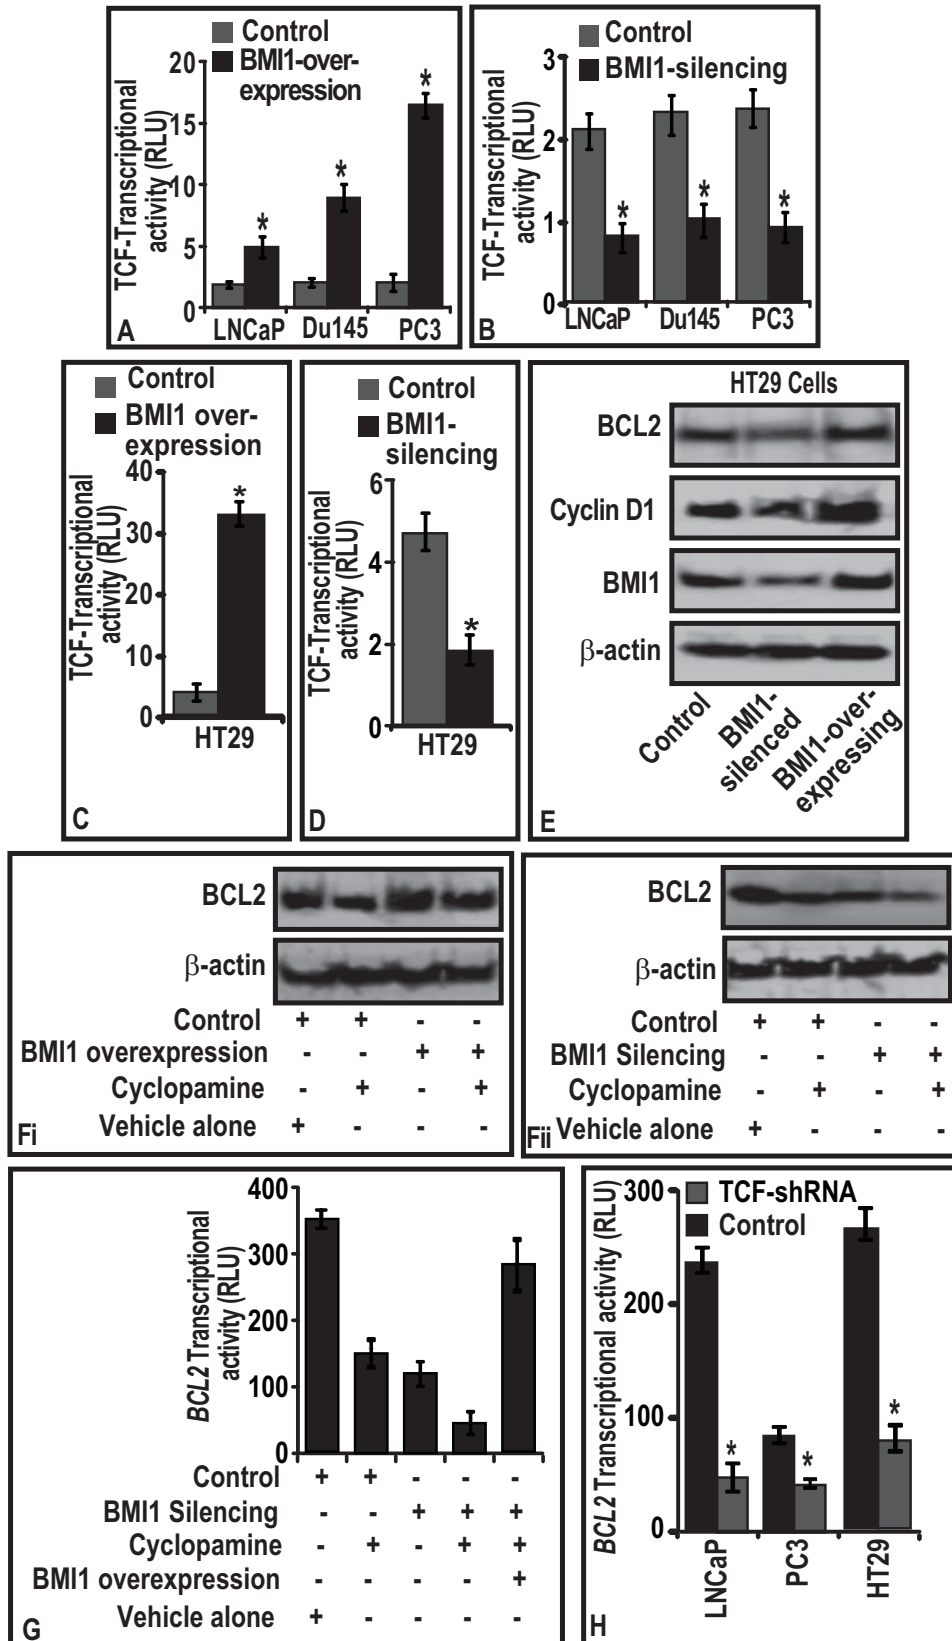 Control
BMI1-over-
expression
TCF-Transcriptional
activity (RLU)
20
15
10
5
0
*
*
*
LNCaP
Du145
PC3
A
Control
BMI1-silencing
TCF-Transcriptional
activity (RLU)
3
2
1
0
*
*
*
LNCaP
Du145
PC3
B
Control
BMI1 over-
expression
TCF-Transcriptional
activity (RLU)
40
30
20
10
0
*
HT29
C
Control
BMI1-
silencing
TCF-Transcriptional
activity (RLU)
6
4
2
0
*
HT29
D
HT29 Cells
BCL2
Cyclin D1
BMI1
β-actin
Control
BMI1-
silenced
BMI1-over-
expressing
E
BCL2
β-actin
Control + + - -
BMI1 overexpression - - + +
Cyclopamine - + - +
Vehicle alone + - - -
Fi
BCL2
β-actin
Control + + - -
BMI1 Silencing - - + +
Cyclopamine - + - +
Vehicle alone + - - -
Fii
BCL2 Transcriptional
activity (RLU)
400
300
200
100
0
Control + + - - -
BMI1 Silencing - - + + +
Cyclopamine - + - + +
BMI1 overexpression - - - - +
Vehicle alone + - - - -
G
TCF-shRNA
Control
BCL2 Transcriptional activity (RLU)
300
200
100
0
*
*
*
LNCaP
PC3
HT29
H